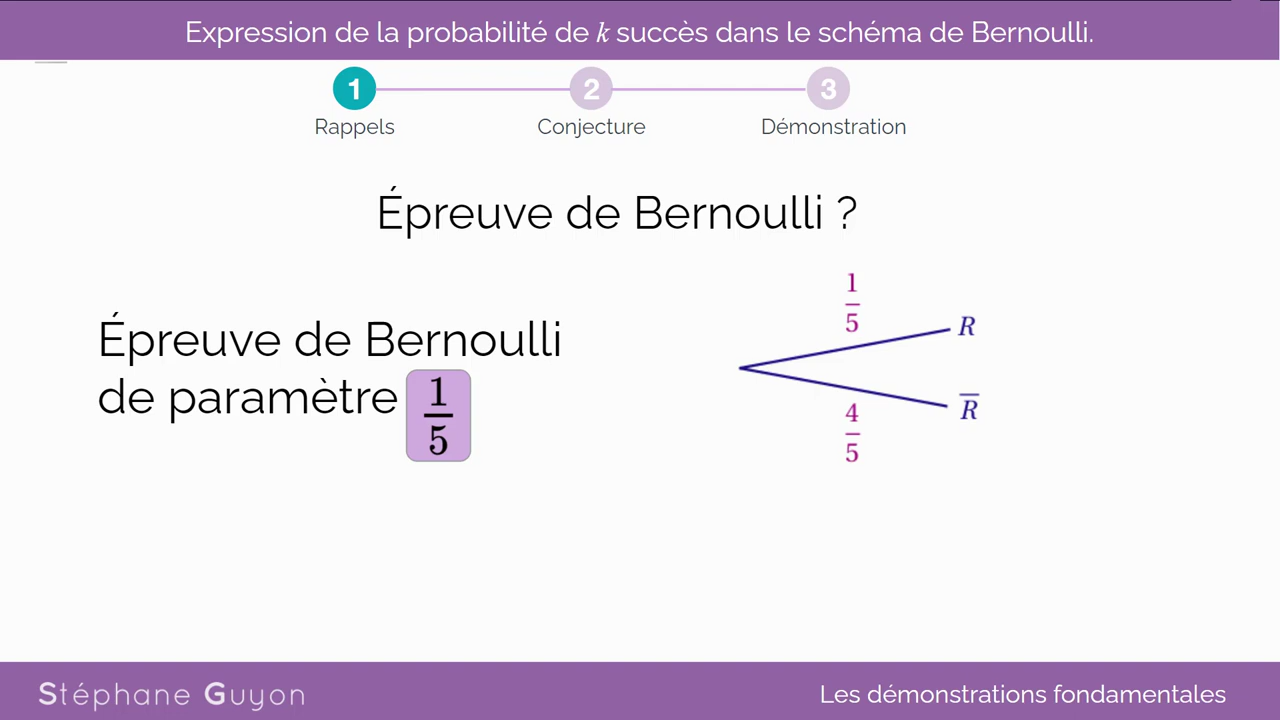 Expression de la probabilité de k succès dans le schéma de Bernoulli.
1 2 3
Rappels Conjecture Démonstration
Épreuve de Bernoulli ?
Épreuve de Bernoulli
de paramètre 1/5
1/5
R
4/5
R̅
Stéphane Guyon
Les démonstrations fondamentales